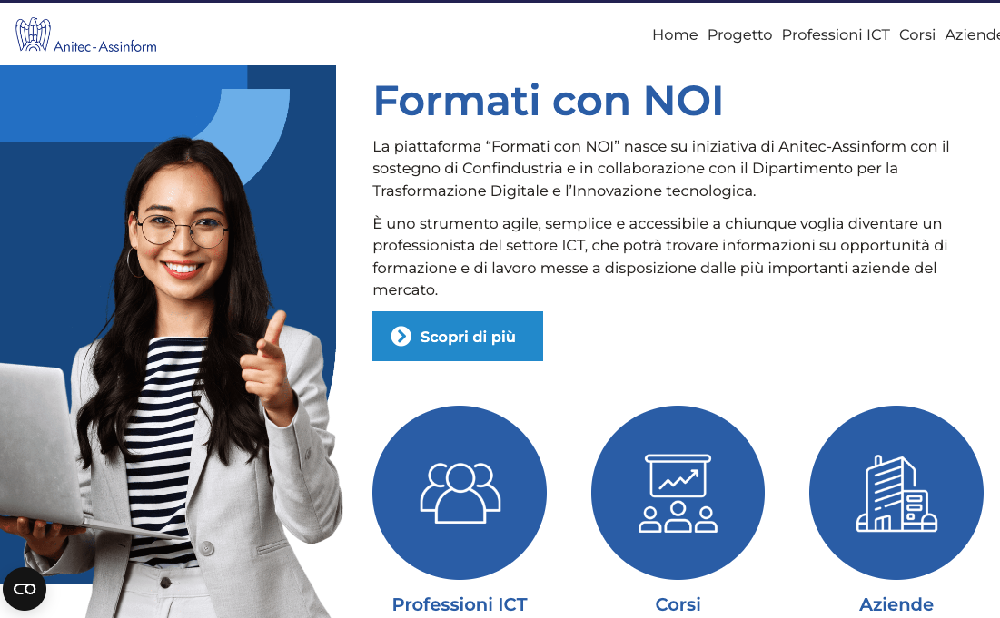 Anitec-Assinform
Home Progetto Professioni ICT Corsi Aziende
Formati con NOI
La piattaforma “Formati con NOI” nasce su iniziativa di Anitec-Assinform con il
sostegno di Confindustria e in collaborazione con il Dipartimento per la
Trasformazione Digitale e l’Innovazione tecnologica.
È uno strumento agile, semplice e accessibile a chiunque voglia diventare un
professionista del settore ICT, che potrà trovare informazioni su opportunità di
formazione e di lavoro messe a disposizione dalle più importanti aziende del
mercato.
Scopri di più
Professioni ICT
Corsi
Aziende